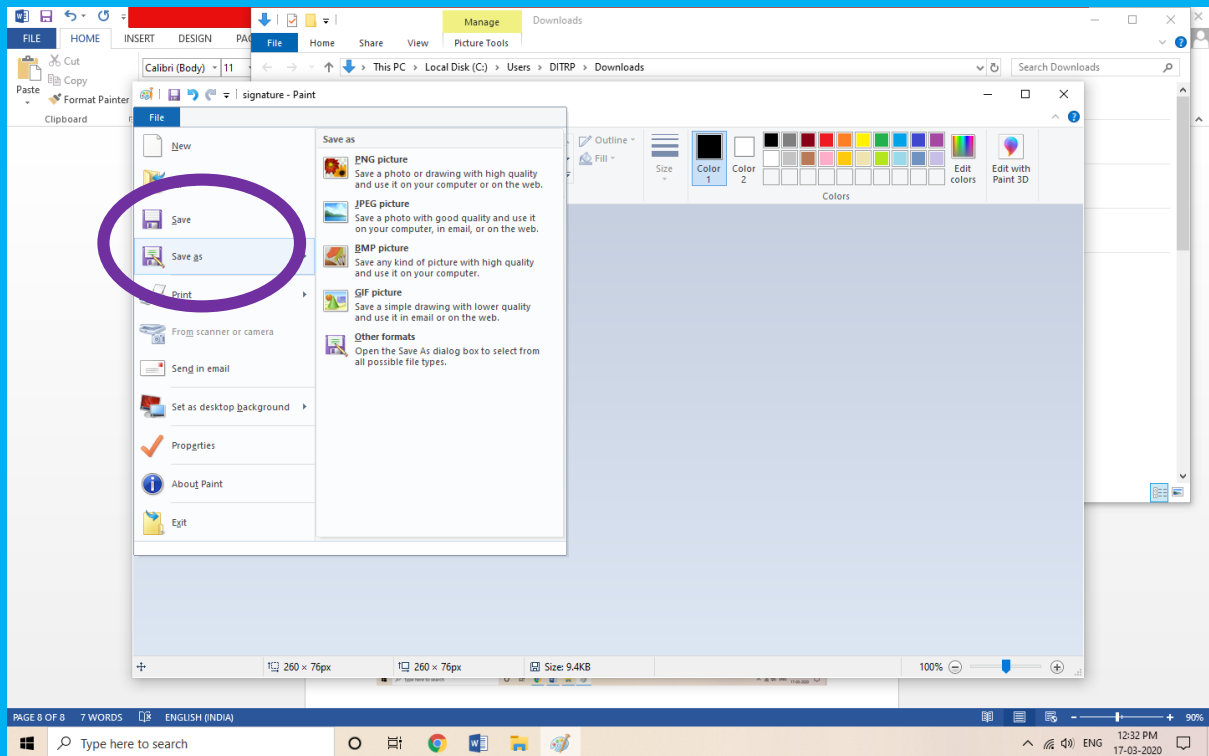 FILE HOME INSERT DESIGN
Cut
Copy
Format Painter
Paste
Clipboard
Calibri (Body) 11
Manage Downloads
File Home Share View Picture Tools
This PC > Local Disk (C:) > Users > DITRP > Downloads
Search Downloads
signature - Paint
File
New
Save
Save as
Print
From scanner or camera
Send in email
Set as desktop background
Properties
About Paint
Exit
Save as
PNG picture
Save a photo or drawing with high quality
and use it on your computer or on the web.
JPEG picture
Save a photo with good quality and use it
on your computer, in email, or on the web.
BMP picture
Save any kind of picture with high quality
and use it on your computer.
GIF picture
Save a simple drawing with lower quality
and use it in email or on the web.
Other formats
Open the Save As dialog box to select from
all possible file types.
Outline
Fill
Size
Color
1
Color
2
Edit
colors
Edit with
Paint 3D
Colors
260 × 76px 260 × 76px Size: 9.4KB 100%
PAGE 8 OF 8 7 WORDS ENGLISH (INDIA) 90%
Type here to search
ENG
12:32 PM
17-03-2020